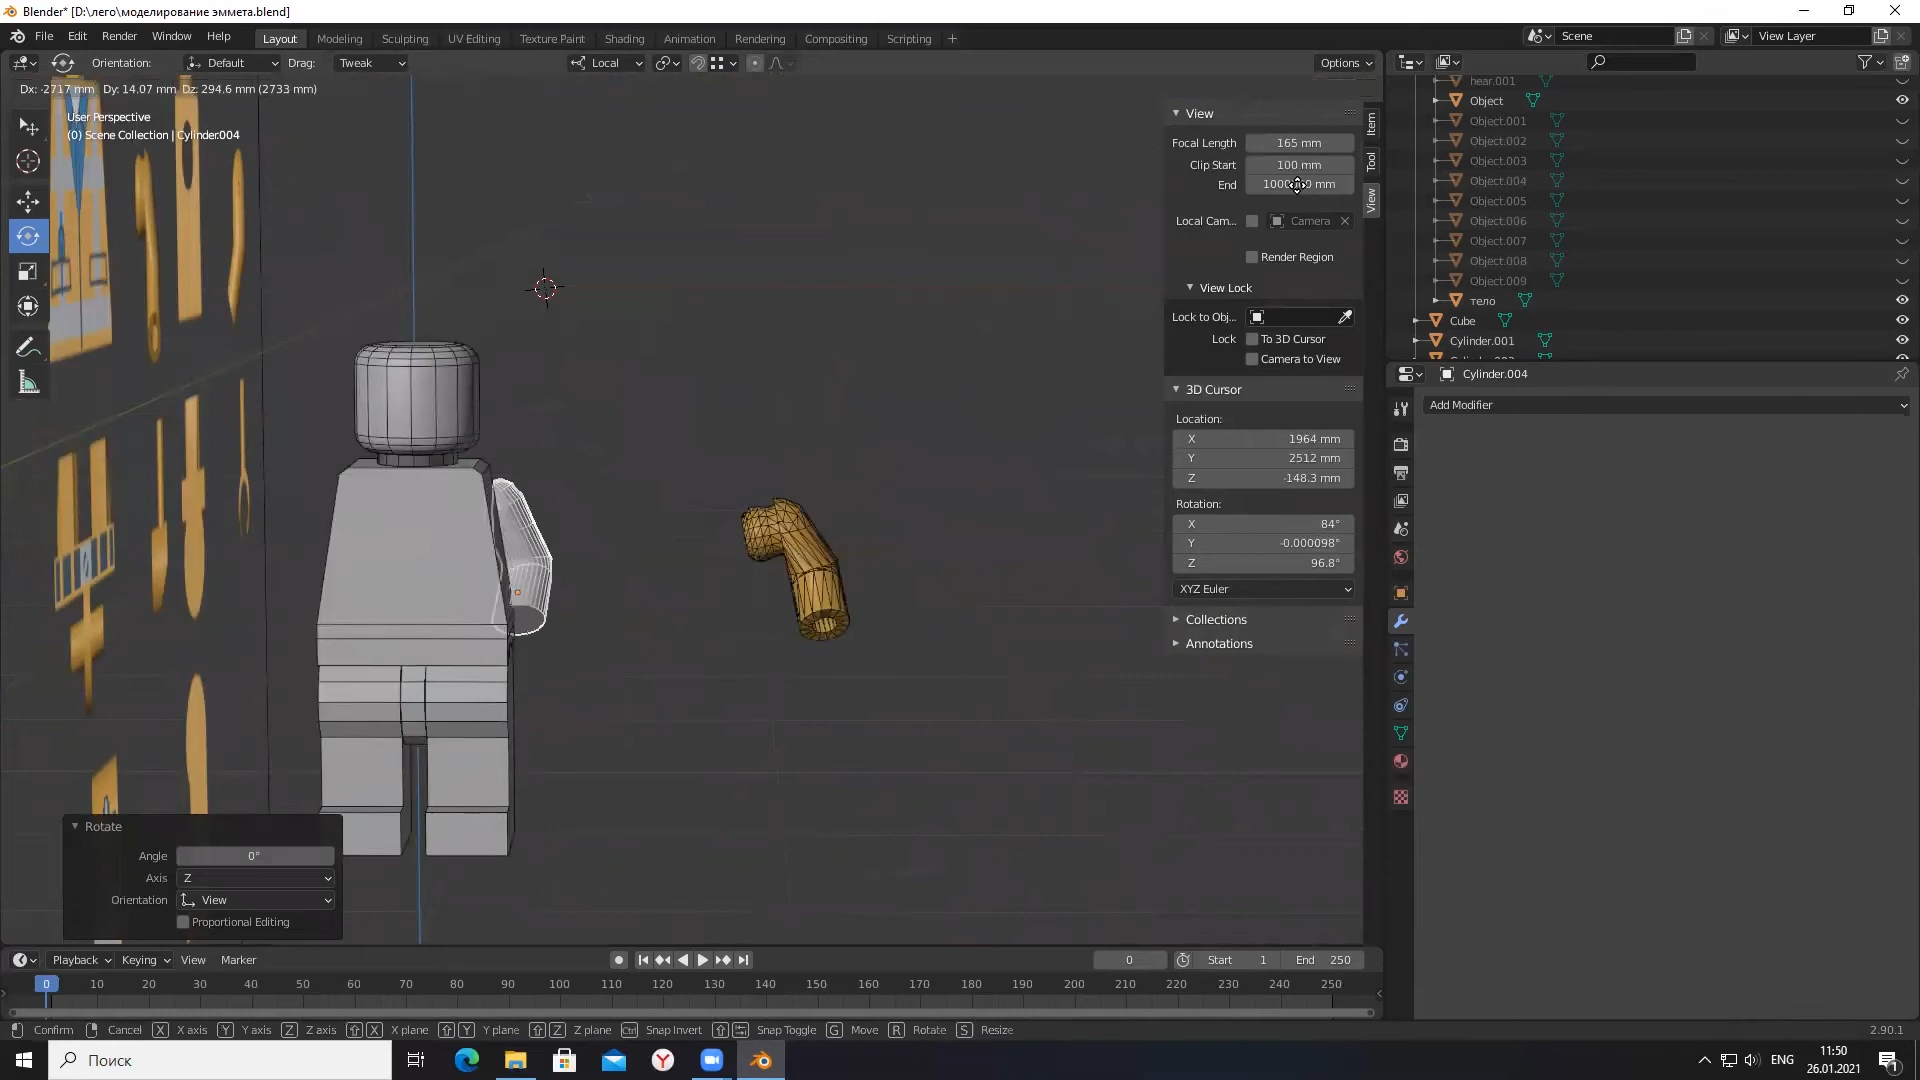 Blender* [D:\лего\моделирование эммета.blend]
File Edit Render Window Help Layout Modeling Sculpting UV Editing Texture Paint Shading Animation Rendering Compositing Scripting + Scene View Layer
Orientation: Default Drag: Tweak Local Options
Dx: -2717 mm Dy: 14.07 mm Dz: 294.6 mm (2733 mm)
User Perspective
(0) Scene Collection | Cylinder.004
View
Focal Length 165 mm
Clip Start 100 mm
End
Local Cam... Camera
Render Region
View Lock
Lock to Obj...
Lock To 3D Cursor
Camera to View
3D Cursor
Location:
X 1964 mm
Y 2512 mm
Z -148.3 mm
Rotation:
X 84°
Y -0.000098°
Z 96.8°
XYZ Euler
Collections
Annotations
Item
Tool
View
hear.001
Object
Object.001
Object.002
Object.003
Object.004
Object.005
Object.006
Object.007
Object.008
Object.009
тело
Cube
Cylinder.001
Cylinder.004
Add Modifier
Rotate
Angle 0°
Axis Z
Orientation View
Proportional Editing
Playback Keying View Marker 0 Start 1 End 250
0 10 20 30 40 50 60 70 80 90 100 110 120 130 140 150 160 170 180 190 200 210 220 230 240 250
Confirm Cancel X X axis Y Y axis Z Z axis X X plane Y Y plane Z Z plane Ctrl Snap Invert Snap Toggle G Move R Rotate S Resize 2.90.1
Поиск
ENG
11:50
26.01.2021
1